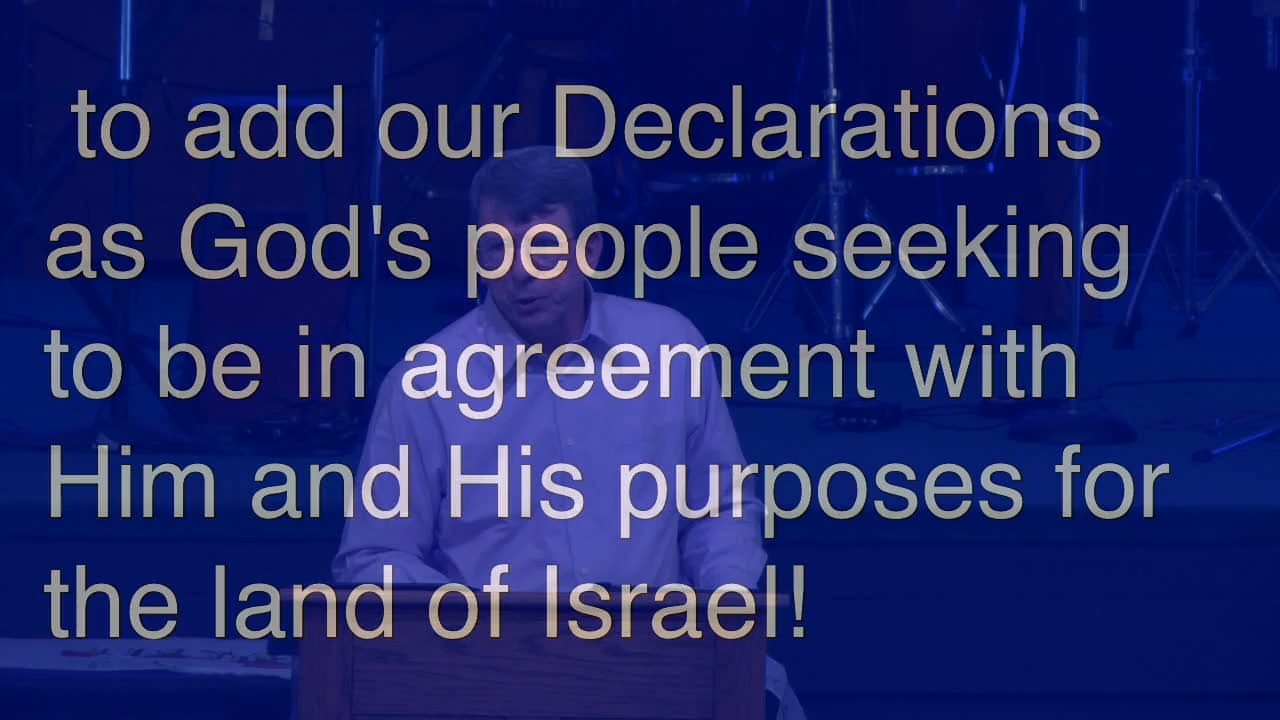 to add our Declarations
as God's people seeking
to be in agreement with
Him and His purposes for
the land of Israel!